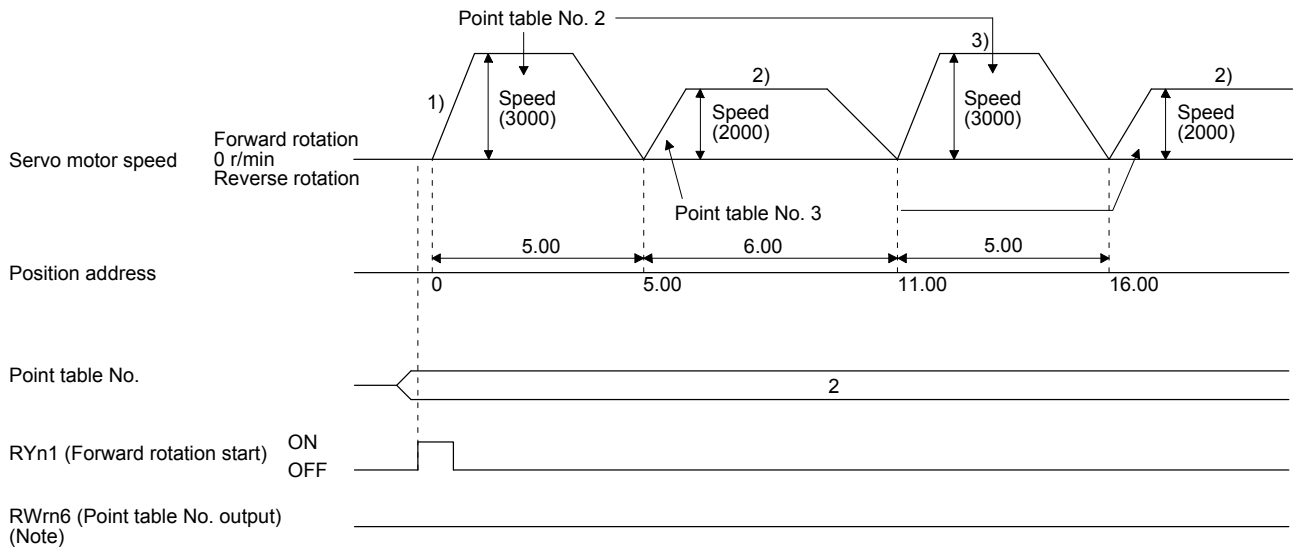 Point table No. 2
1)
Speed
(3000)
2)
Speed
(2000)
3)
Speed
(3000)
2)
Speed
(2000)
Servo motor speed
Forward rotation
0 r/min
Reverse rotation
Point table No. 3
5.00
6.00
5.00
Position address
0
5.00
11.00
16.00
Point table No.
2
RYn1 (Forward rotation start)
ON
OFF
RWrn6 (Point table No. output)
(Note)